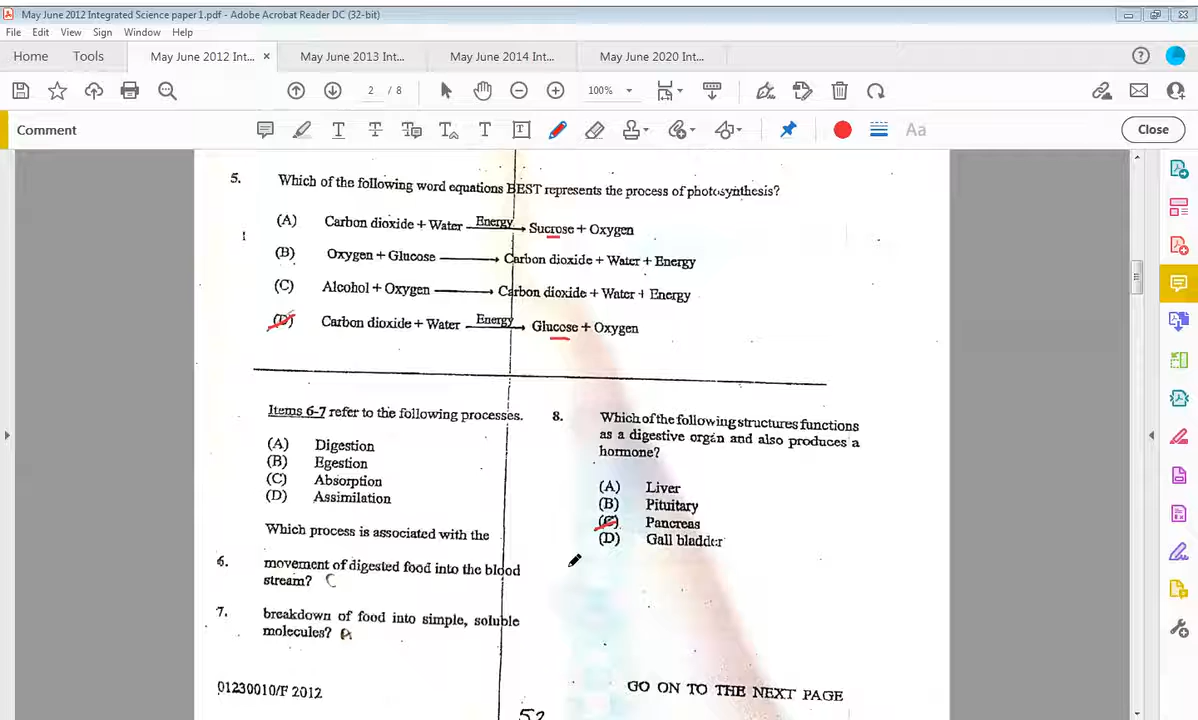 May June 2012 Integrated Science paper 1.pdf - Adobe Acrobat Reader DC (32-bit)
File Edit View Sign Window Help
Home Tools May June 2012 Int... × May June 2013 Int... May June 2014 Int... May June 2020 Int...
2 / 8 100%
Comment Close
5. Which of the following word equations BEST represents the process of photosynthesis?
(A) Carbon dioxide + Water Energy → Sucrose + Oxygen
(B) Oxygen + Glucose → Carbon dioxide + Water + Energy
(C) Alcohol + Oxygen → Carbon dioxide + Water + Energy
(D) Carbon dioxide + Water Energy → Glucose + Oxygen
Items 6-7 refer to the following processes.
(A) Digestion
(B) Egestion
(C) Absorption
(D) Assimilation
Which process is associated with the
6. movement of digested food into the blood
stream? C
7. breakdown of food into simple, soluble
molecules? A
01230010/F 2012
8. Which of the following structures functions
as a digestive organ and also produces a
hormone?
(A) Liver
(B) Pituitary
(C) Pancreas
(D) Gall bladder
GO ON TO THE NEXT PAGE
52